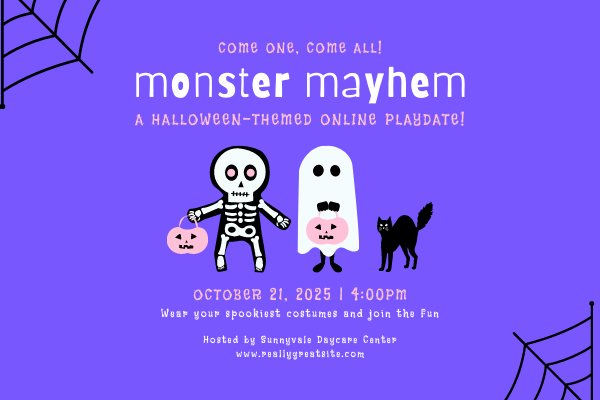 COME ONE, COME ALL!
monster mayhem
A HALLOWEEN-THEMED ONLINE PLAYDATE!
OCTOBER 21, 2025 | 4:00PM
Wear your spookiest costumes and join the fun
Hosted by Sunnyvale Daycare Center
www.reallygreatsite.com